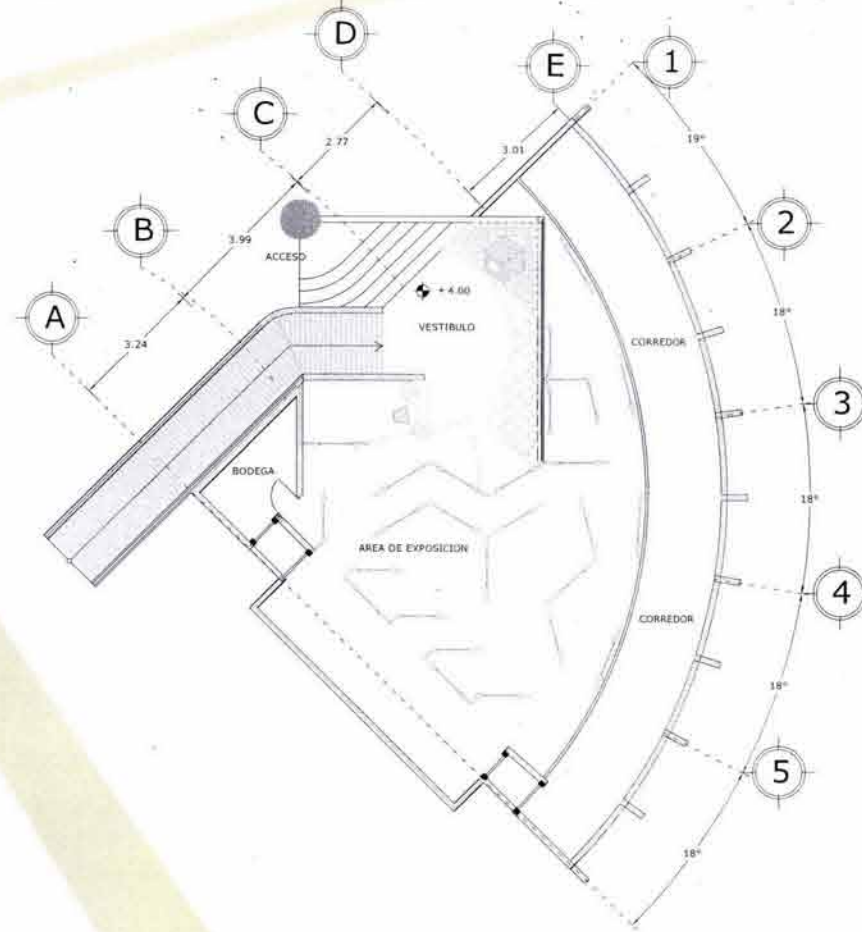 D
E
1
C
2.77
3.01
19°
B
3.99
2
ACCESO
+ 4.00
A
VESTIBULO
18°
3.24
CORREDOR
3
BODEGA
18°
AREA DE EXPOSICION
4
CORREDOR
18°
5
18°